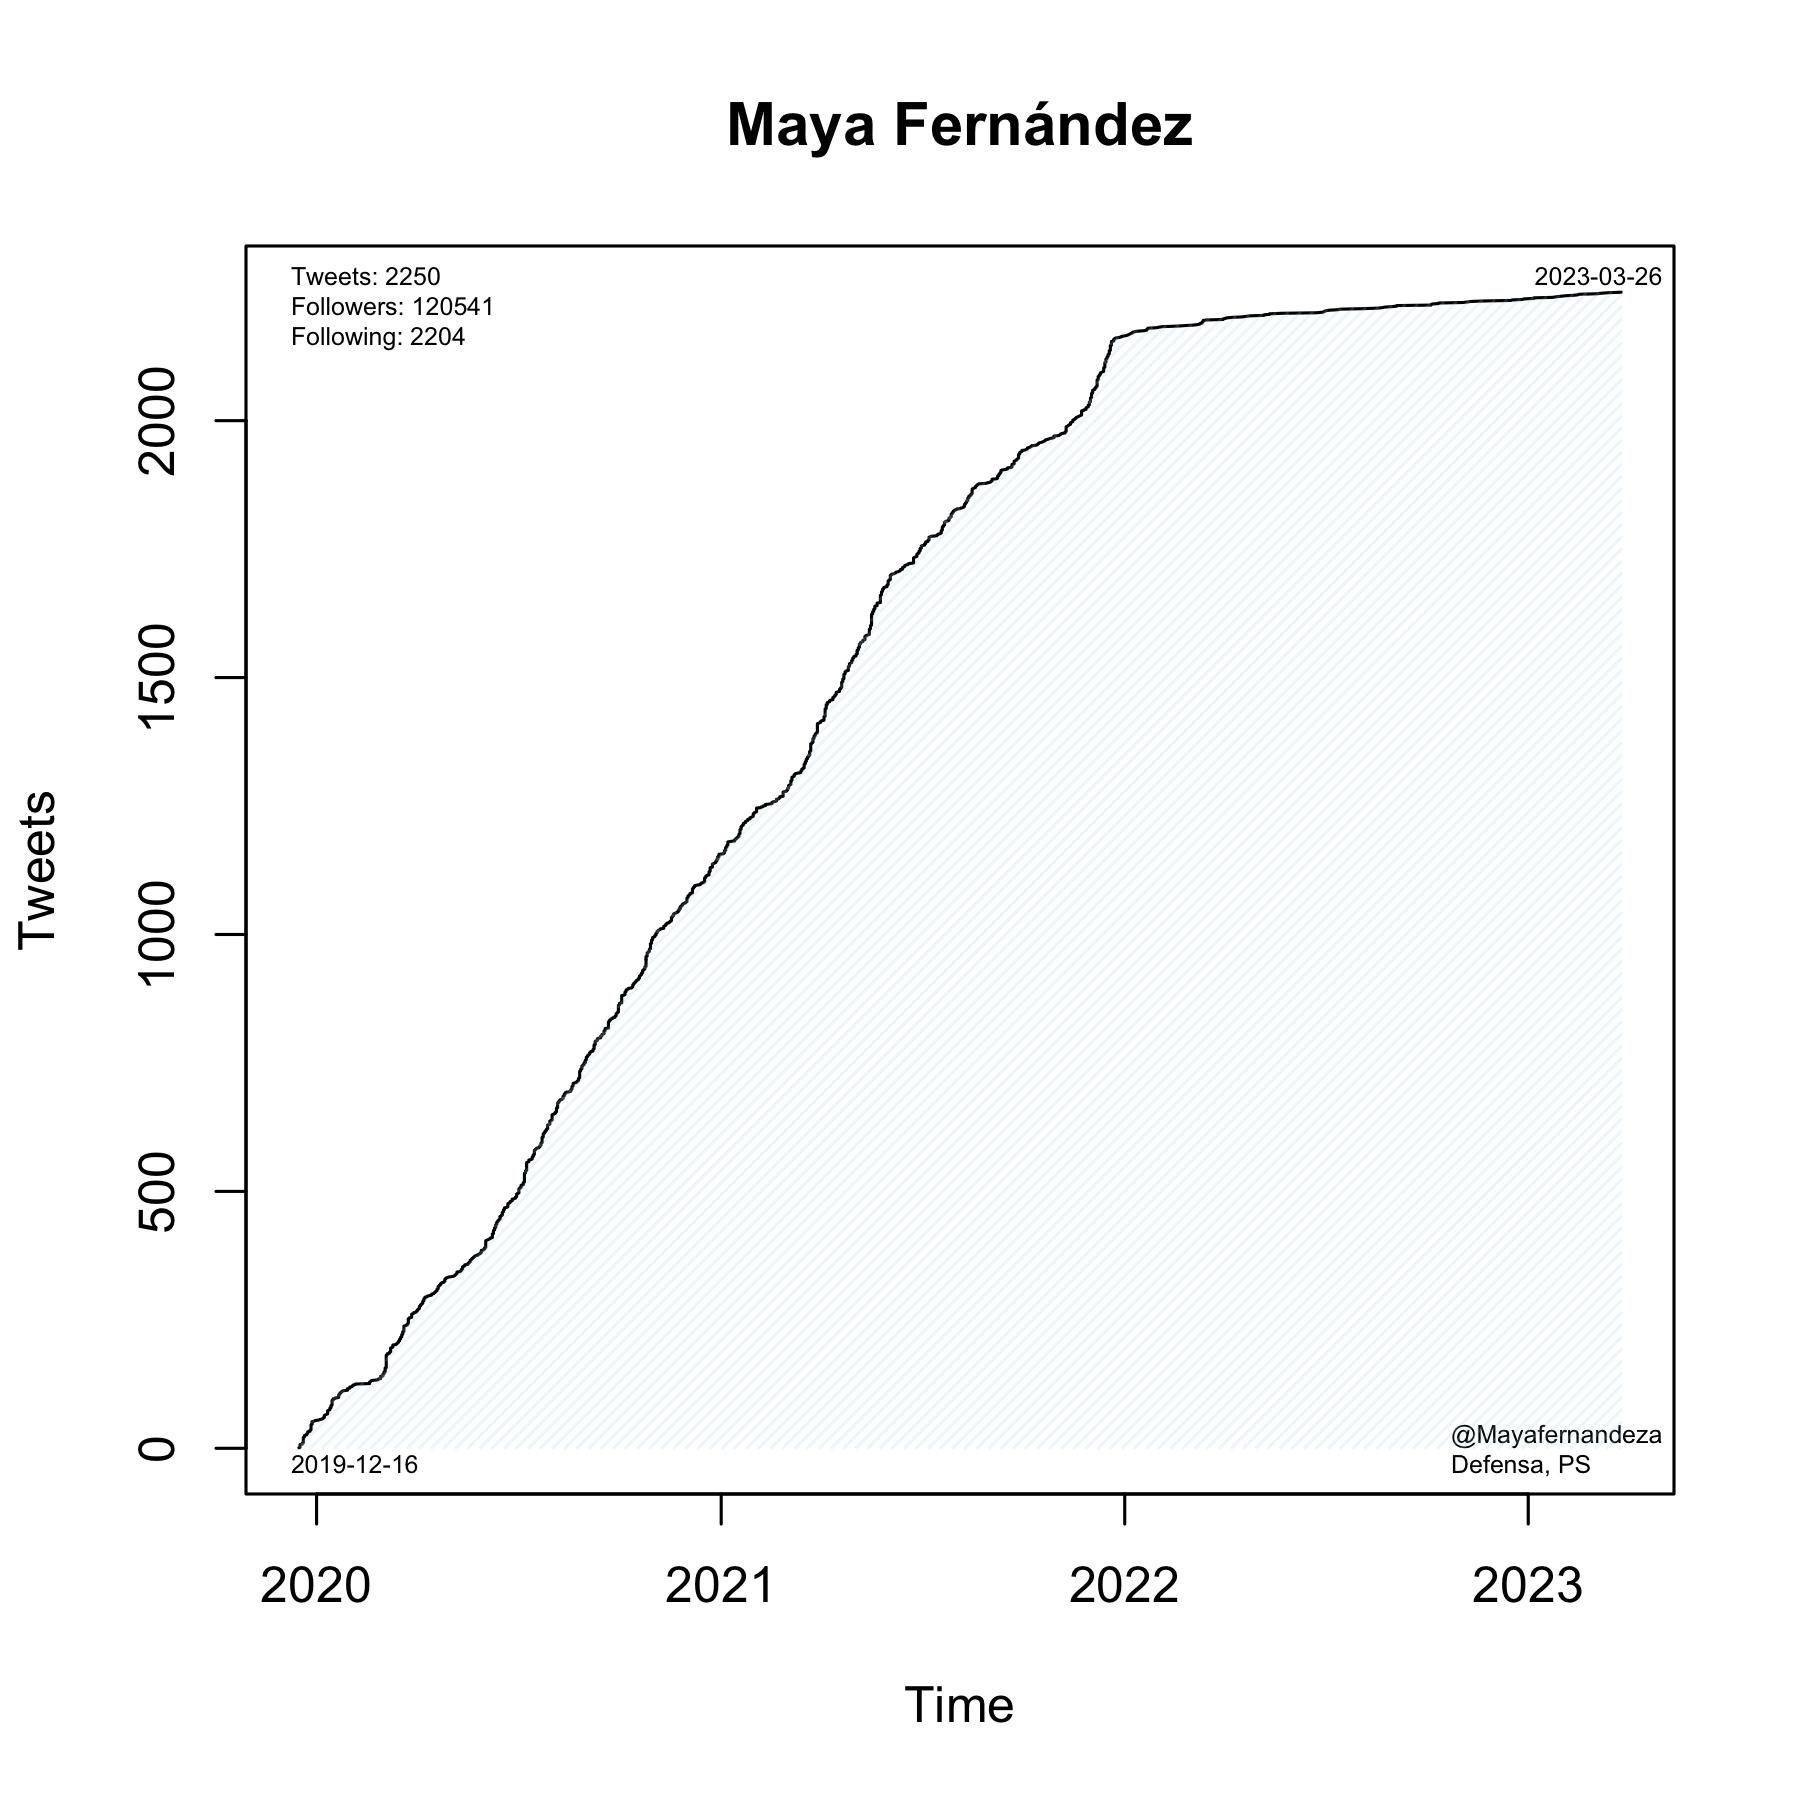 Maya Fernández
Tweets: 2250
Followers: 120541
Following: 2204
2023-03-26
2000
1500
1000
500
0
Tweets
2019-12-16
@Mayafernandeza
Defensa, PS
2020
2021
2022
2023
Time